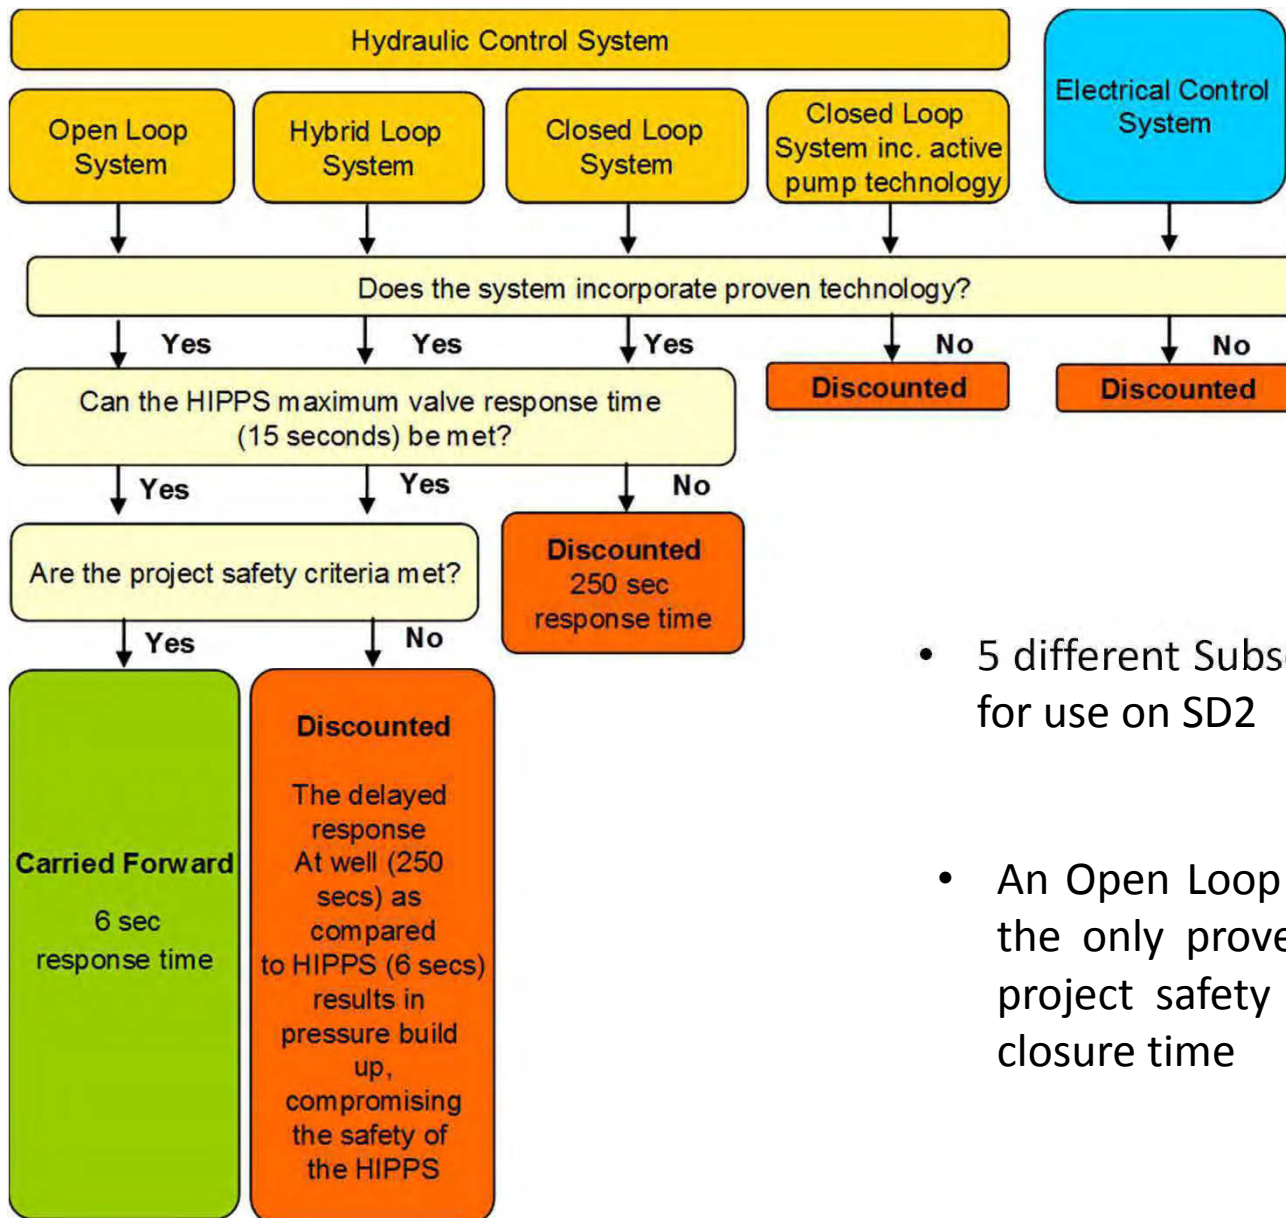 Hydraulic Control System
Electrical Control
System
Open Loop
System
Hybrid Loop
System
Closed Loop
System
Closed Loop
System inc. active
pump technology
Does the system incorporate proven technology?
Yes
Yes
Yes
No
No
Discounted
Discounted
Can the HIPPS maximum valve response time
(15 seconds) be met?
Yes
Yes
No
Discounted
250 sec
response time
Are the project safety criteria met?
Yes
No
Carried Forward
6 sec
response time
Discounted
The delayed
response
At well (250
secs) as
compared
to HIPPS (6 secs)
results in
pressure build
up,
compromising
the safety of
the HIPPS
• 5 different
for use on SD2
• An Open Loop
the only
project safety
closure time